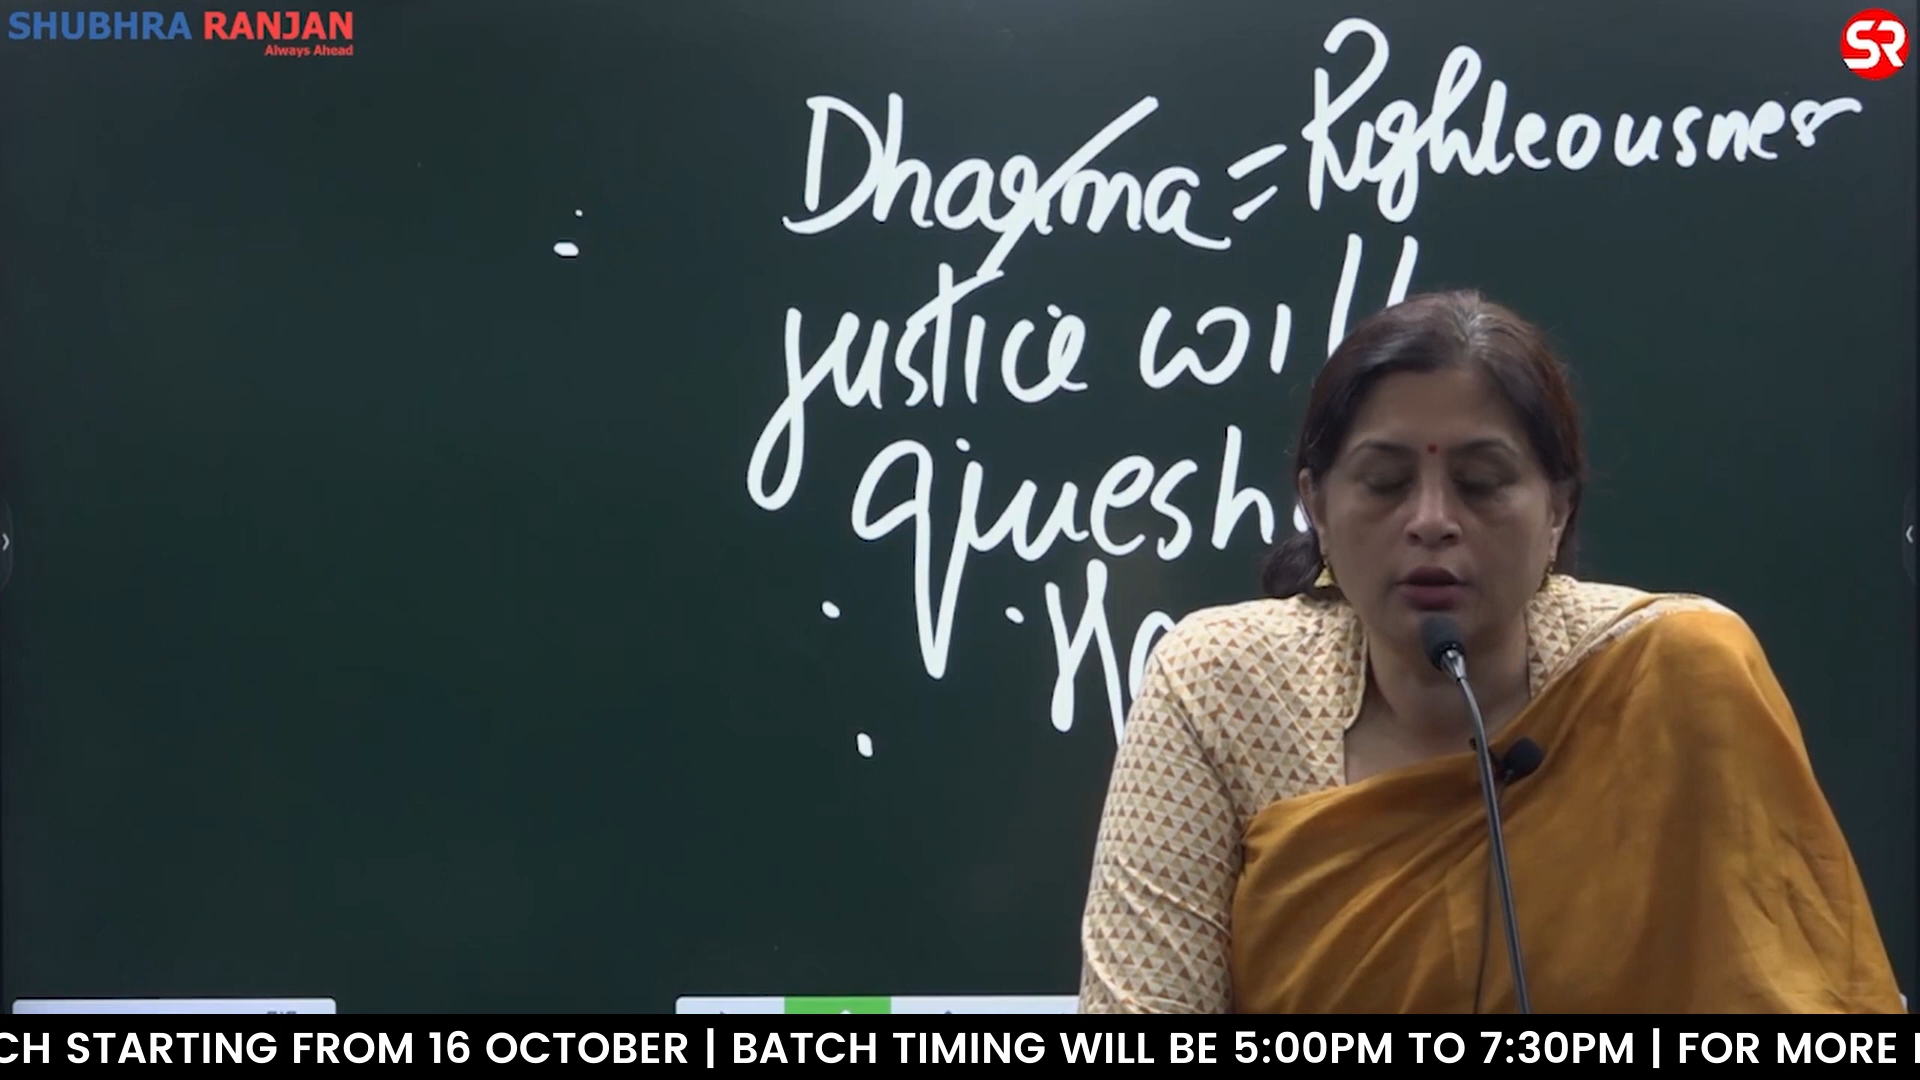 SHUBHRA RANJAN
Always Ahead
SR
Dharma = Righteousness
justice will
CH STARTING FROM 16 OCTOBER | BATCH TIMING WILL BE 5:00PM TO 7:30PM | FOR MORE